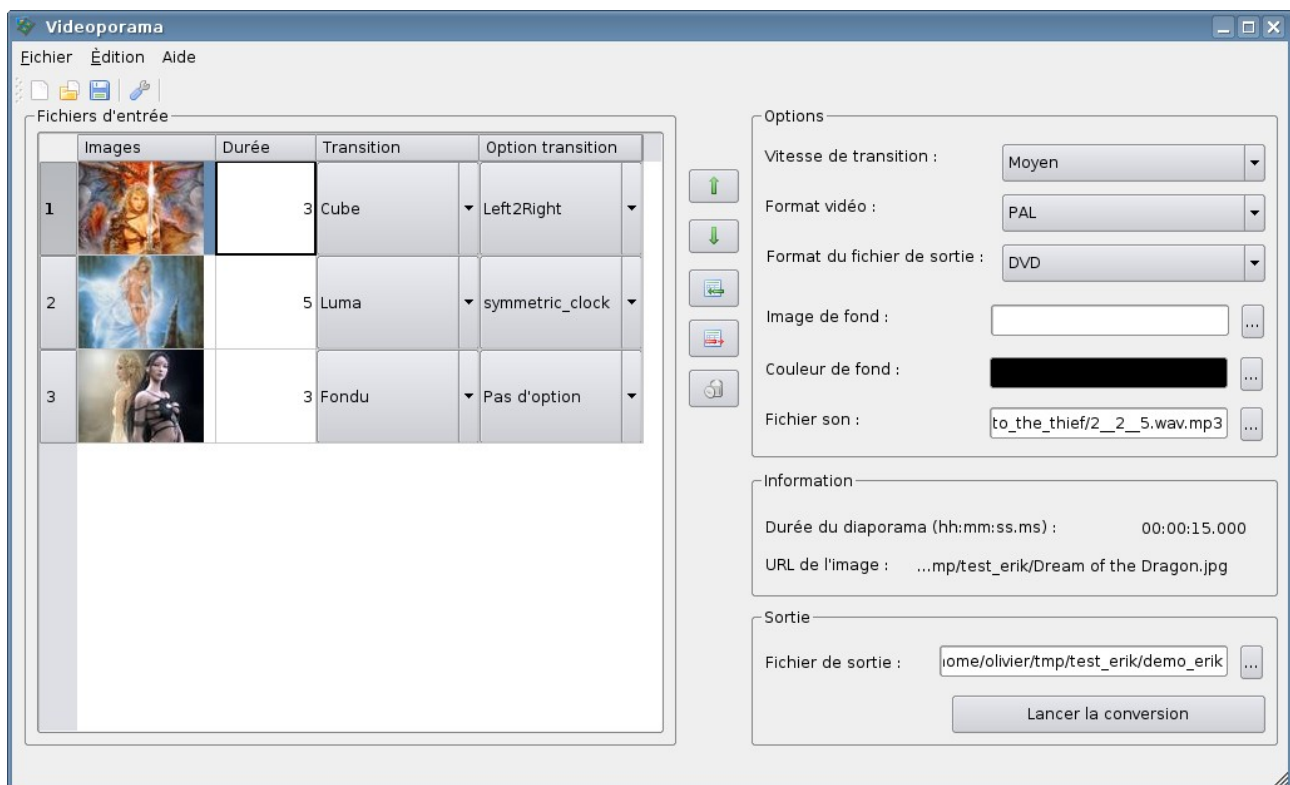 Videoporama
Fichier Èdition Aide
Fichiers d'entrée
Images Durée Transition Option transition
1 3 Cube Left2Right
2 5 Luma symmetric_clock
3 3 Fondu Pas d'option
Options
Vitesse de transition : Moyen
Format vidéo : PAL
Format du fichier de sortie : DVD
Image de fond : ...
Couleur de fond : ...
Fichier son : to_the_thief/2__2__5.wav.mp3 ...
Information
Durée du diaporama (hh:mm:ss.ms) : 00:00:15.000
URL de l'image : ...mp/test_erik/Dream of the Dragon.jpg
Sortie
Fichier de sortie : home/olivier/tmp/test_erik/demo_erik ...
Lancer la conversion